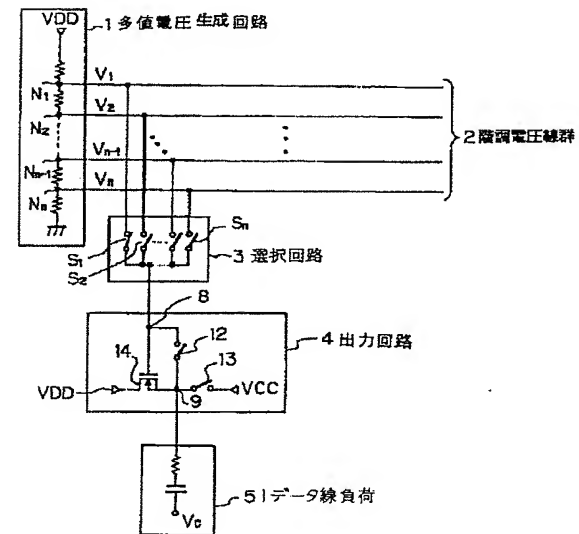 VDD
1 多値電圧生成回路
V1
N1
V2
N2
Vn-1
Nn-1
Vn
Nn
2 階調電圧線群
S1
S2
Sn
3 選択回路
8
12
4 出力回路
14
13
VDD
VCC
9
5 1データ線負荷
Vc